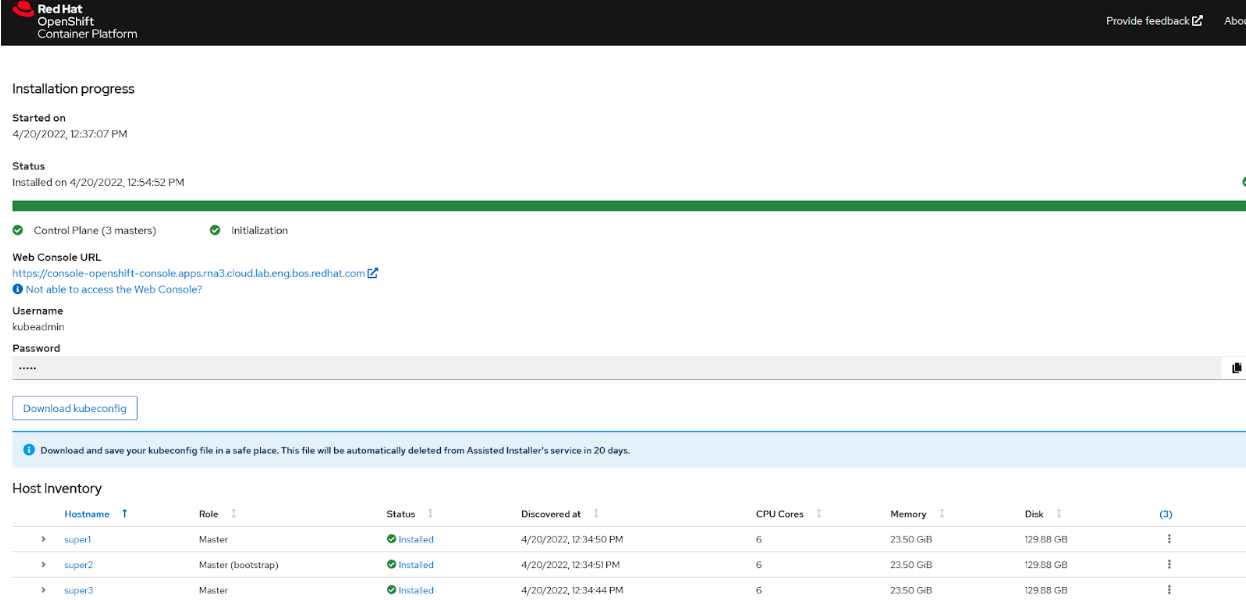 Red Hat
OpenShift
Container Platform
Provide feedback
Installation progress
Started on
4/20/2022, 12:37:07 PM
Status
Installed on 4/20/2022, 12:54:52 PM
Control Plane (3 masters) Initialization
Web Console URL
https://console-openshift-console.apps.rna3.cloud.lab.eng.bos.redhat.com
Not able to access the Web Console?
Username
kubeadmin
Password
•••••
Download kubeconfig
Download and save your kubeconfig file in a safe place. This file will be automatically deleted from Assisted Installer's service in 20 days.
Host Inventory
Hostname Role Status Discovered at CPU Cores Memory Disk (3)
super1 Master Installed 4/20/2022, 12:34:50 PM 6 23.50 GiB 129.88 GB
super2 Master (bootstrap) Installed 4/20/2022, 12:34:51 PM 6 23.50 GiB 129.88 GB
super3 Master Installed 4/20/2022, 12:34:44 PM 6 23.50 GiB 129.88 GB